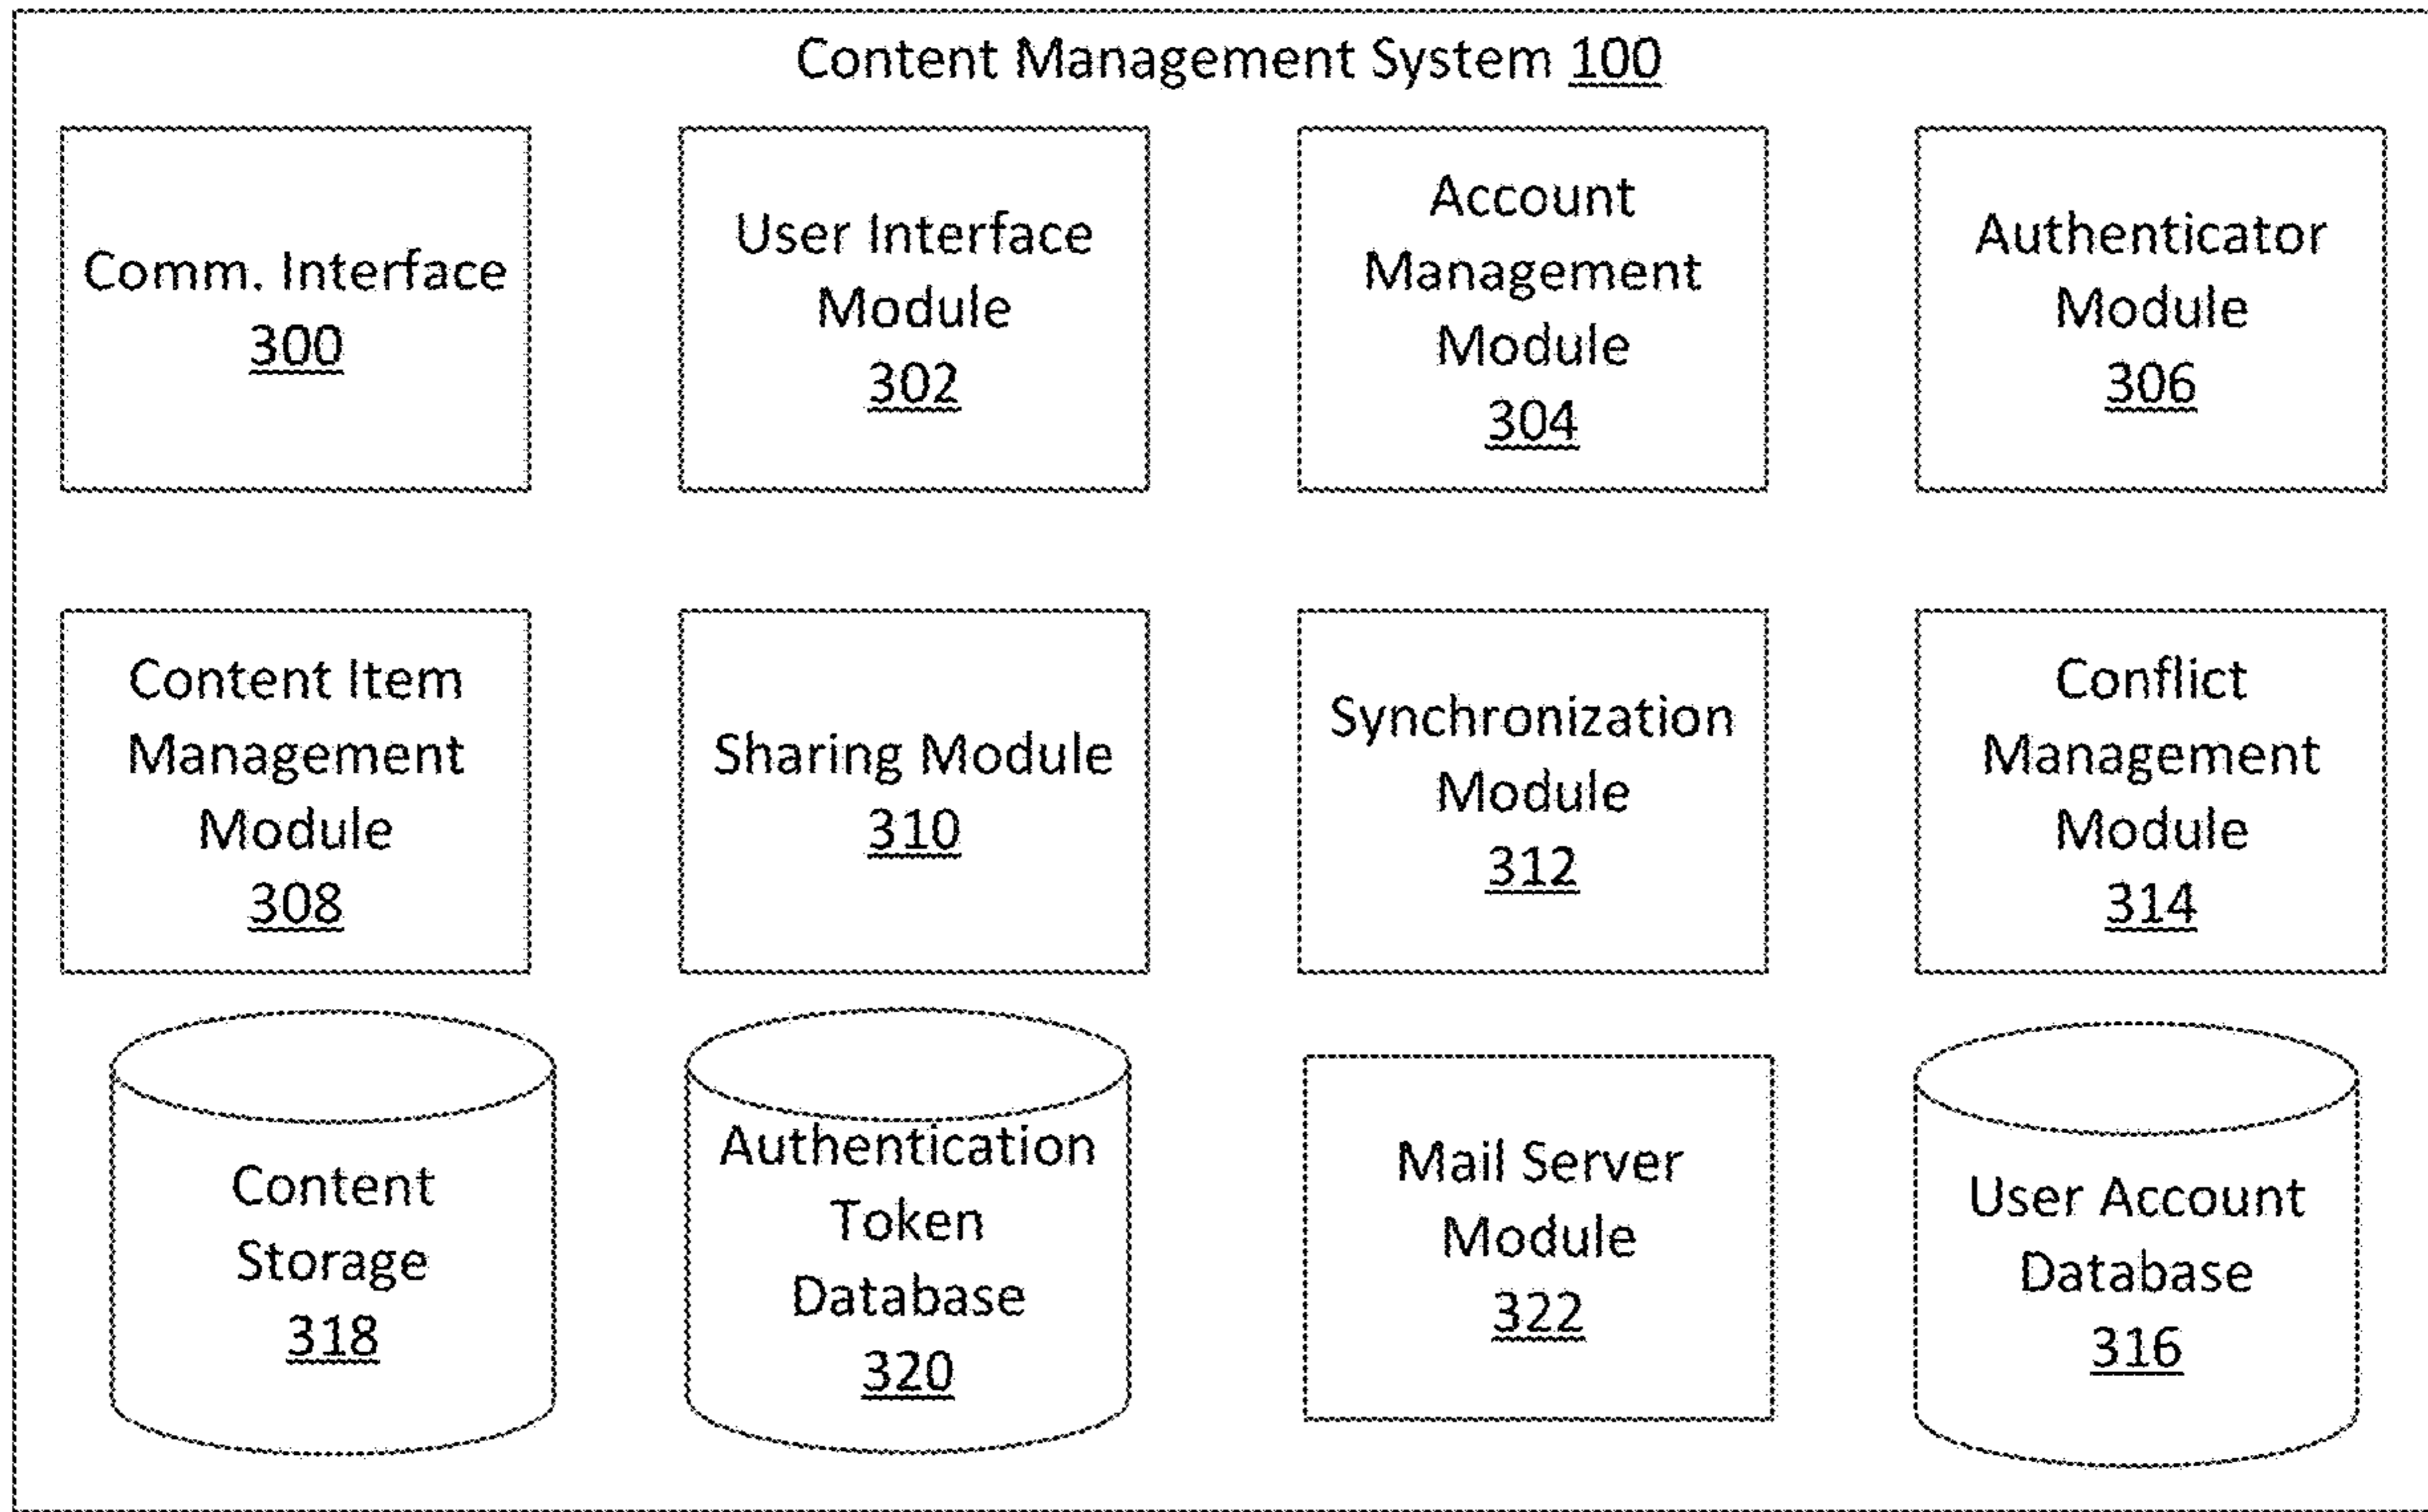 Content Management System 100
Comm. Interface
300
User Interface
Module
302
Account
Management
Module
304
Authenticator
Module
306
Content Item
Management
Module
308
Sharing Module
310
Synchronization
Module
312
Conflict
Management
Module
314
Content
Storage
318
Authentication
Token
Database
320
Mail Server
Module
322
User Account
Database
316